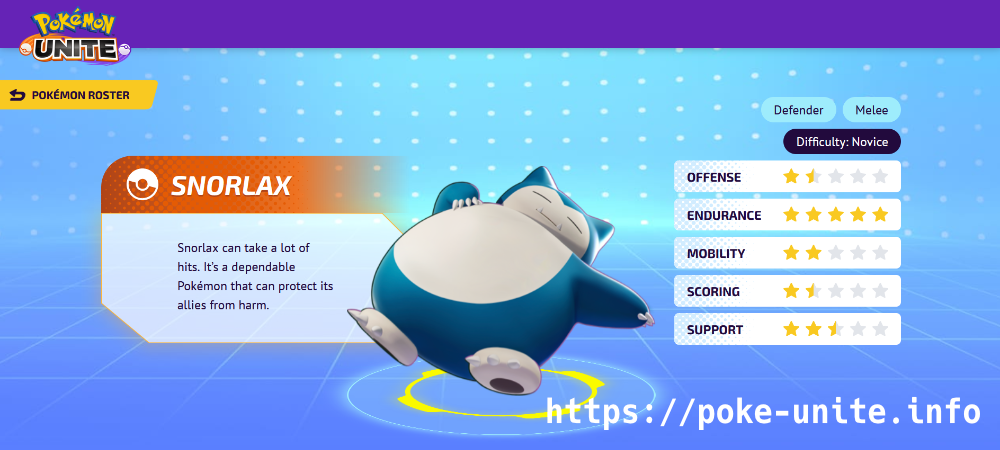 POKÉMON
UNITE
POKÉMON ROSTER
Defender
Melee
Difficulty: Novice
SNORLAX
Snorlax can take a lot of
hits. It's a dependable
Pokémon that can protect its
allies from harm.
OFFENSE
ENDURANCE
MOBILITY
SCORING
SUPPORT
https://poke-unite.info